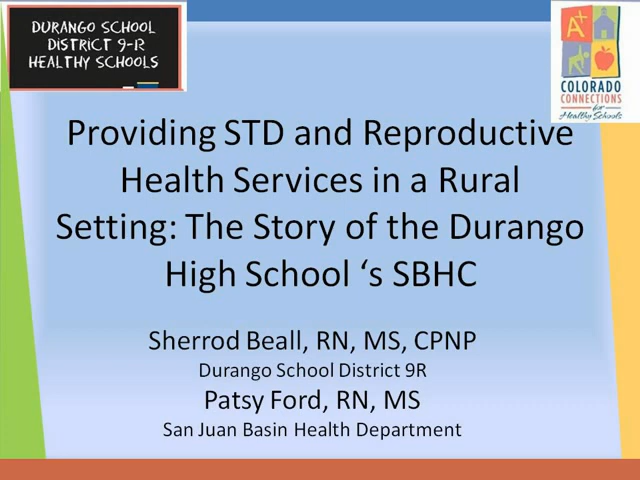 DURANGO SCHOOL
DISTRICT 9-R
HEALTHY SCHOOLS
A+
COLORADO
CONNECTIONS
for
Healthy Schools
Providing STD and Reproductive
Health Services in a Rural
Setting: The Story of the Durango
High School ‘s SBHC
Sherrod Beall, RN, MS, CPNP
Durango School District 9R
Patsy Ford, RN, MS
San Juan Basin Health Department